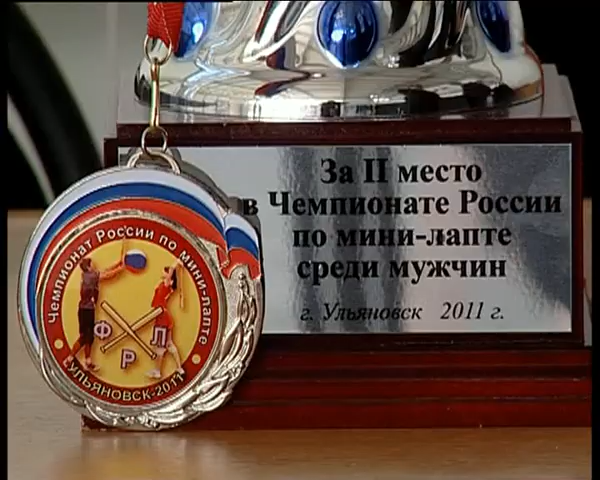 За II место
в Чемпионате России
по мини-лапте
среди мужчин
г. Ульяновск 2011 г.
Чемпионат России по мини-лапте
Ф Л
Р
г.УЛЬЯНОВСК-2011